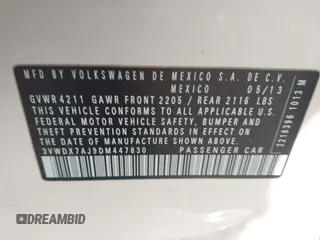 MFD BY VOLKSWAGEN DE MEXICO S.A. DE C.V.
MEXICO 05/13
GVWR 4211 GAWR FRONT 2205 / REAR 2116 LBS
THIS VEHICLE CONFORMS TO ALL APPLICABLE
FEDERAL MOTOR VEHICLE SAFETY, BUMPER AND
THEFT PREVENTION STANDARDS IN EFFECT ON
THE DATE OF MANUFACTURE SHOWN ABOVE
3VWDX7AJ9DM447830 PASSENGER CAR
2216396 1013 M
© DREAMBID